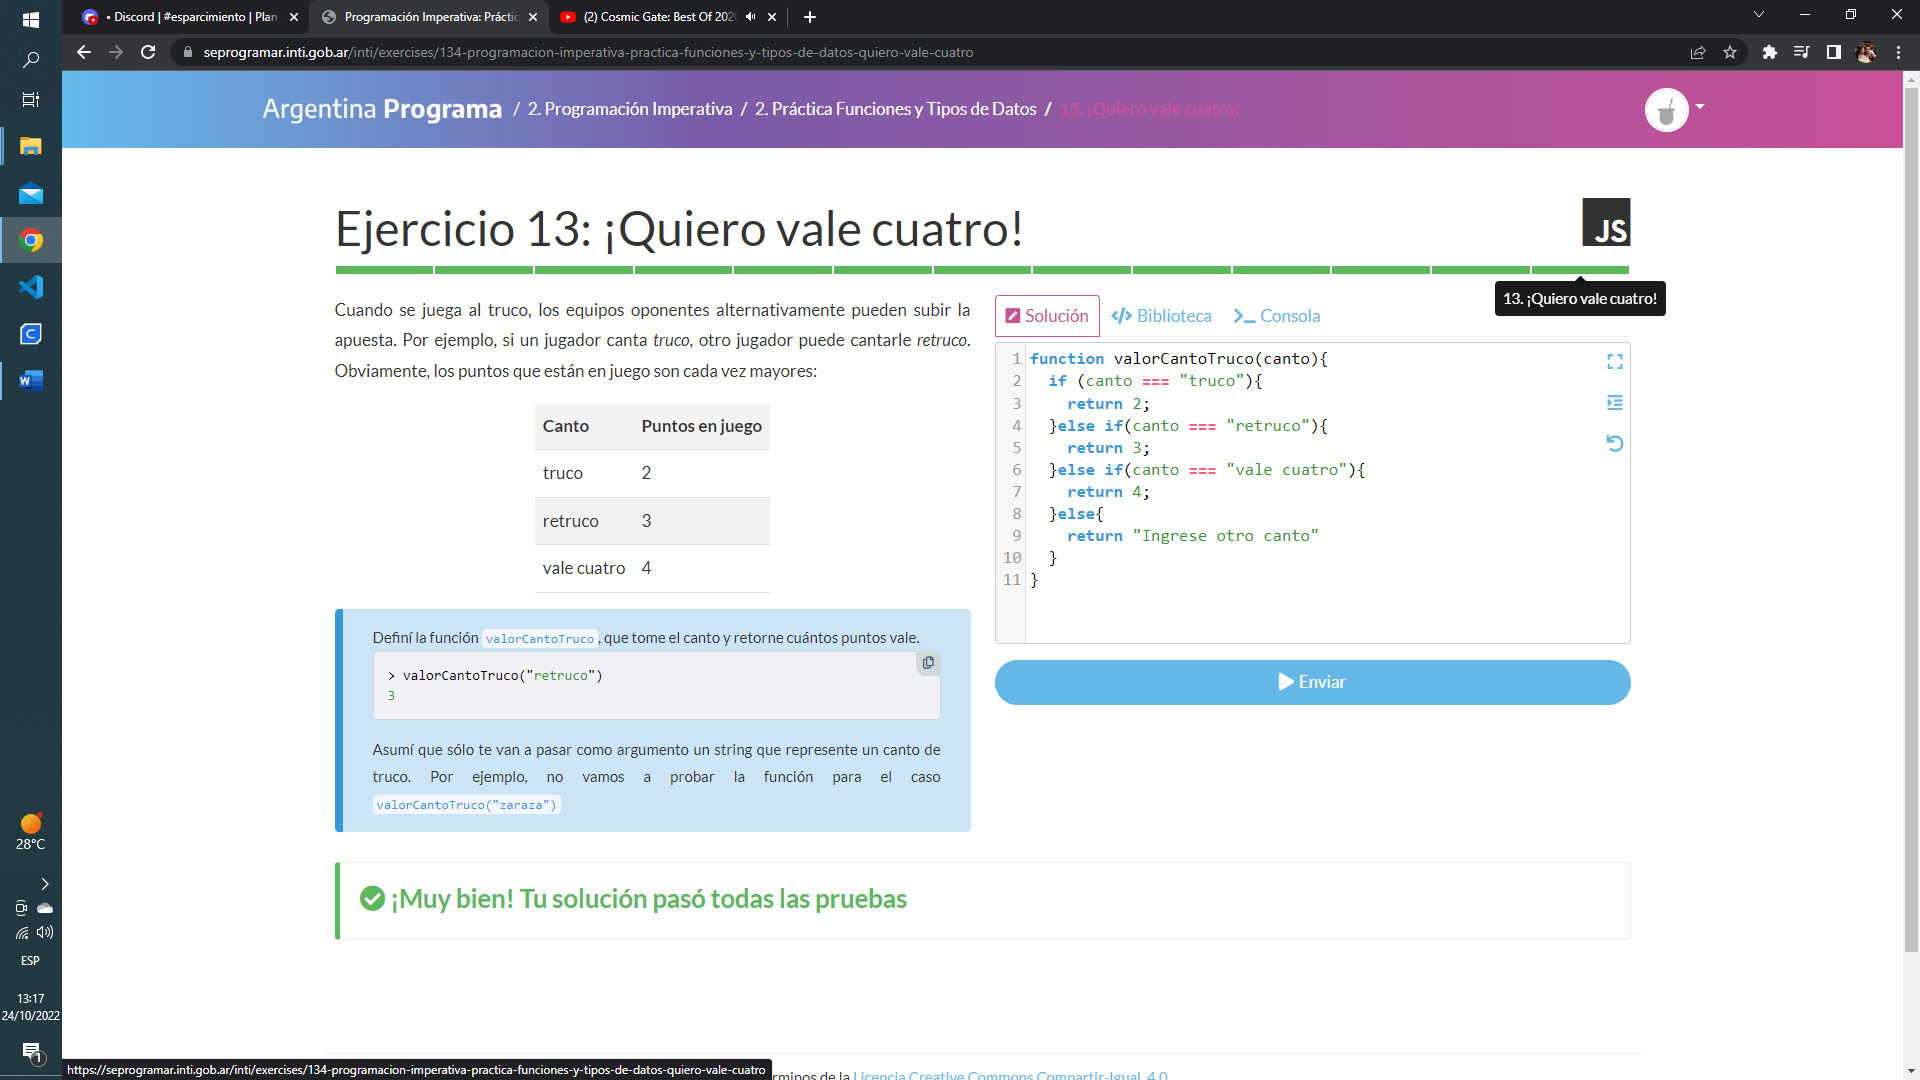 • Discord | #esparcimiento | Plan
Programación Imperativa: Práctic
(2) Cosmic Gate: Best Of 202
seprogramar.inti.gob.ar/inti/exercises/134-programacion-imperativa-practica-funciones-y-tipos-de-datos-quiero-vale-cuatro
Argentina Programa / 2. Programación Imperativa / 2. Práctica Funciones y Tipos de Datos / 13. ¡Quiero vale cuatro!
Ejercicio 13: ¡Quiero vale cuatro!
JS
13. ¡Quiero vale cuatro!
Cuando se juega al truco, los equipos oponentes alternativamente pueden subir la
apuesta. Por ejemplo, si un jugador canta truco, otro jugador puede cantarle retruco.
Obviamente, los puntos que están en juego son cada vez mayores:
Canto Puntos en juego
truco 2
retruco 3
vale cuatro 4
Definí la función valorCantoTruco, que tome el canto y retorne cuántos puntos vale.
> valorCantoTruco("retruco")
3
Asumí que sólo te van a pasar como argumento un string que represente un canto de
truco. Por ejemplo, no vamos a probar la función para el caso
valorCantoTruco("zaraza")
Solución
Biblioteca
Consola
1 function valorCantoTruco(canto){
2 if (canto === "truco"){
3 return 2;
4 }else if(canto === "retruco"){
5 return 3;
6 }else if(canto === "vale cuatro"){
7 return 4;
8 }else{
9 return "Ingrese otro canto"
10 }
11 }
Enviar
¡Muy bien! Tu solución pasó todas las pruebas
28°C
ESP
13:17
24/10/2022
1
https://seprogramar.inti.gob.ar/inti/exercises/134-programacion-imperativa-practica-funciones-y-tipos-de-datos-quiero-vale-cuatro
rminos de la Licencia Creative Commons Compartir-Igual, 4.0